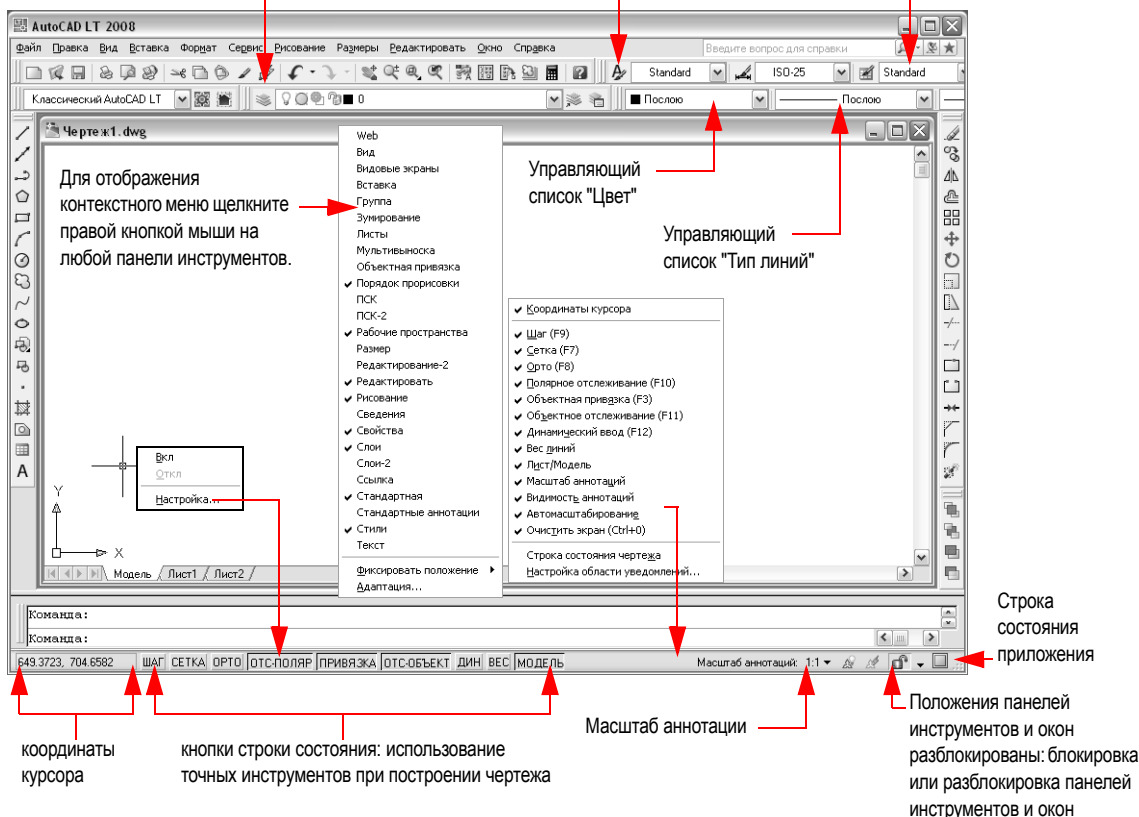 AutoCAD LT 2008
Файл Правка Вид Вставка Формат Сервис Рисование Размеры Редактировать Окно Справка
Введите вопрос для справки
Standard
ISO-25
Standard
Классический AutoCAD LT
0
Послою
Послою
Чертеж1.dwg
Для отображения
контекстного меню щелкните
правой кнопкой мыши на
любой панели инструментов.
Web
Вид
Видовые экраны
Вставка
Группа
Зумирование
Листы
Мультивыноска
Объектная привязка
Порядок прорисовки
ПСК
ПСК-2
Рабочие пространства
Размер
Редактирование-2
Редактировать
Рисование
Сведения
Свойства
Слои
Слои-2
Ссылка
Стандартная
Стандартные аннотации
Стили
Текст
Фиксировать положение
Адаптация...
Управляющий
список "Цвет"
Управляющий
список "Тип линий"
Координаты курсора
Шаг (F9)
Сетка (F7)
Орто (F8)
Полярное отслеживание (F10)
Объектная привязка (F3)
Объектное отслеживание (F11)
Динамический ввод (F12)
Вес линий
Лист/Модель
Масштаб аннотаций
Видимость аннотаций
Автомасштабирование
Очистить экран (Ctrl+0)
Строка состояния чертежа
Настройка области уведомлений...
Вкл
Откл
Настройка...
A
Y
X
Модель Лист1 Лист2
Команда:
Команда:
649.3723, 704.6582
ШАГ СЕТКА ОРТО ОТС-ПОЛЯР ПРИВЯЗКА ОТС-ОБЪЕКТ ДИН ВЕС МОДЕЛЬ
Масштаб аннотаций: 1:1
Строка
состояния
приложения
координаты
курсора
кнопки строки состояния: использование
точных инструментов при построении чертежа
Масштаб аннотации
Положения панелей
инструментов и окон
разблокированы: блокировка
или разблокировка панелей
инструментов и окон